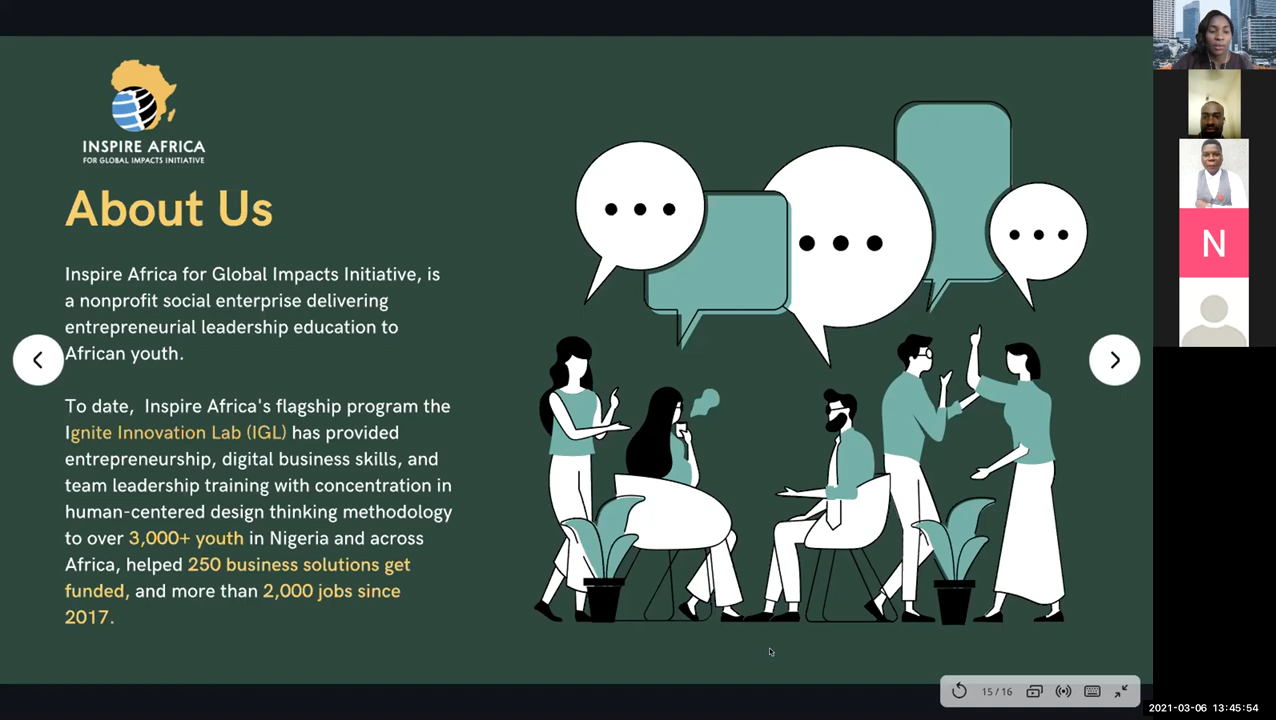 INSPIRE AFRICA
FOR GLOBAL IMPACTS INITIATIVE
About Us
Inspire Africa for Global Impacts Initiative, is
a nonprofit social enterprise delivering
entrepreneurial leadership education to
African youth.
To date, Inspire Africa's flagship program the
Ignite Innovation Lab (IGL) has provided
entrepreneurship, digital business skills, and
team leadership training with concentration in
human-centered design thinking methodology
to over 3,000+ youth in Nigeria and across
Africa, helped 250 business solutions get
funded, and more than 2,000 jobs since
2017.
N
15 / 16
2021-03-06 13:45:54